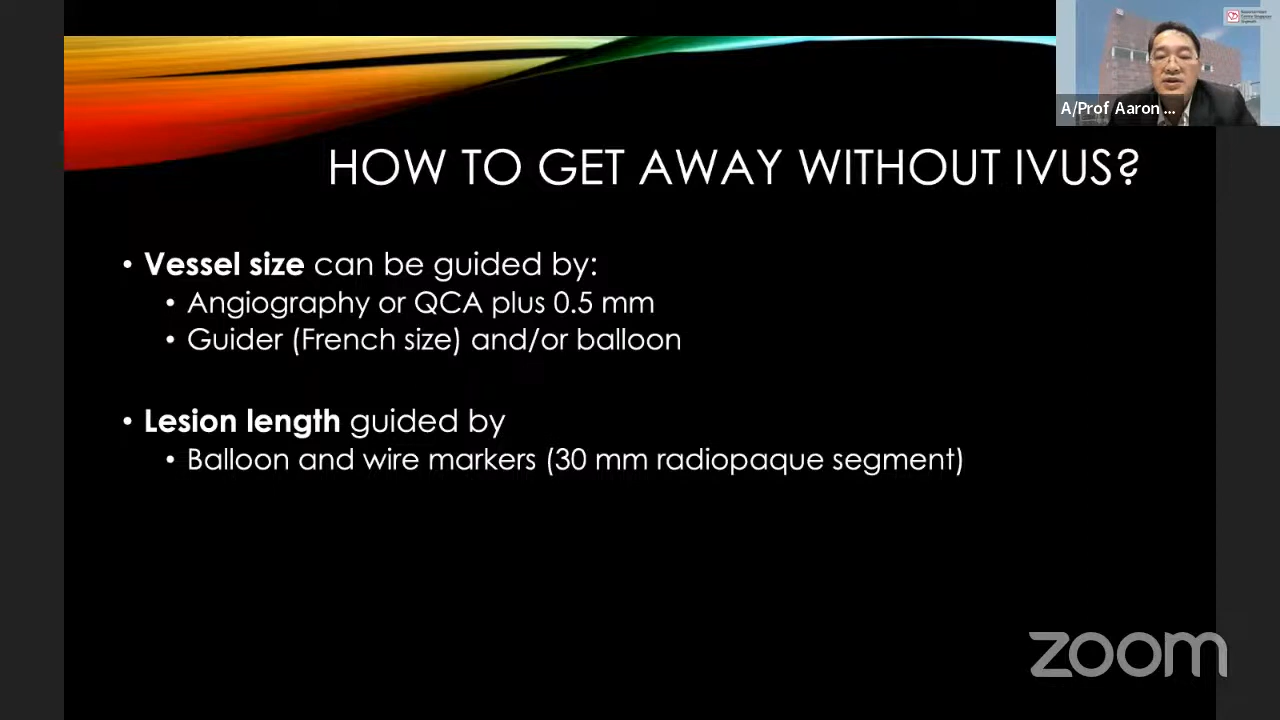 A/Prof Aaron ...
HOW TO GET AWAY WITHOUT IVUS?
• Vessel size can be guided by:
• Angiography or QCA plus 0.5 mm
• Guider (French size) and/or balloon
• Lesion length guided by
• Balloon and wire markers (30 mm radiopaque segment)
zoom